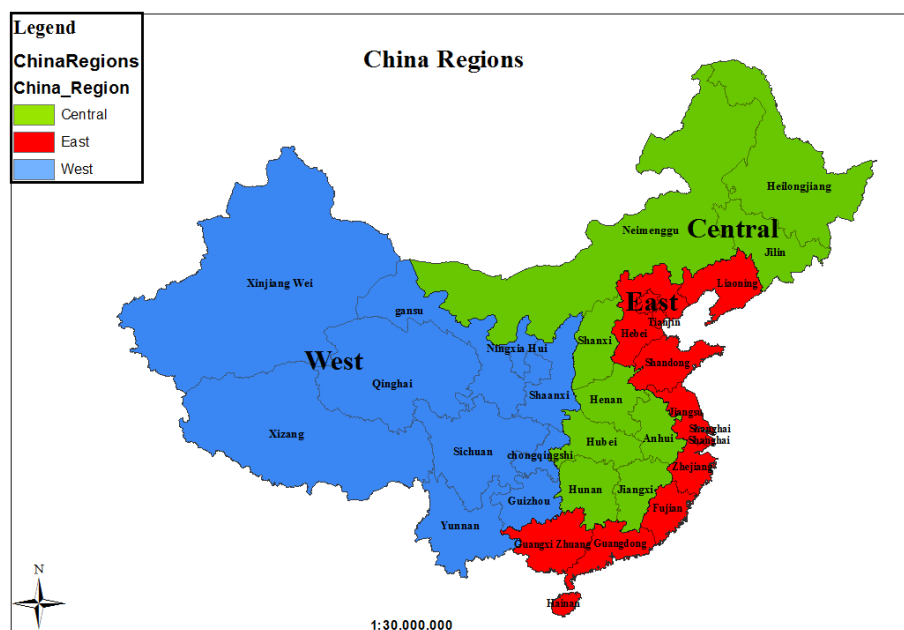 Legend
ChinaRegions
China_Region
Central
East
West
China Regions
Heilongjiang
Neimenggu
Central
Jilin
Xinjiang Wei
Liaoning
gansu
East
Tianjin
Hebei
Shanxi
Ningxia Hui
West
Shandong
Qinghai
Shaanxi
Henan
Jiangsu
Xizang
Shanghai
Shanghai
Hubei
Anhui
Sichuan
chongqingshi
Zhejiang
Hunan
Jiangxi
Guizhou
Fujian
Yunnan
Guangxi Zhuang
Guangdong
N
Hainan
1:30.000.000